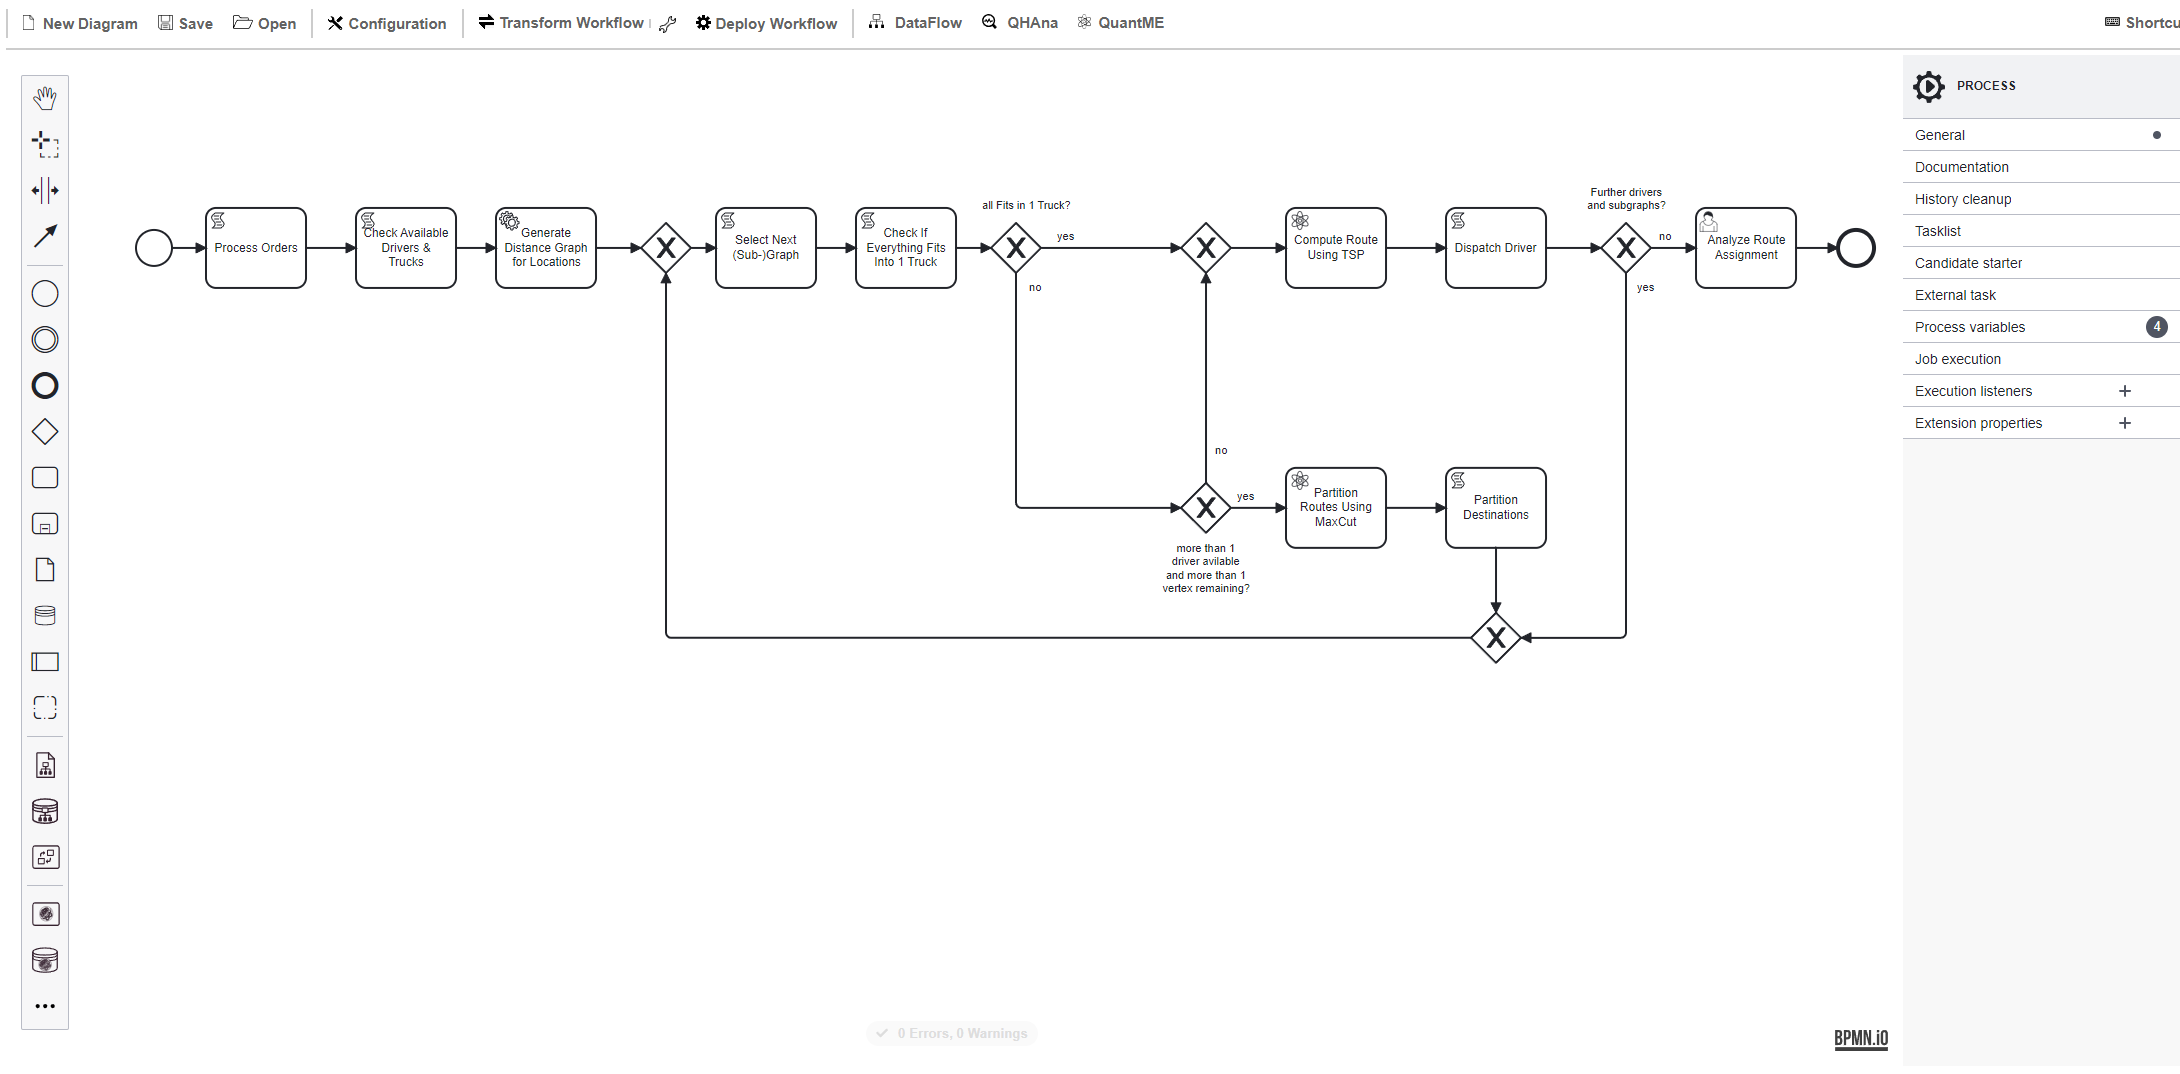 New Diagram Save Open Configuration Transform Workflow Deploy Workflow DataFlow QHAna QuantME Shortcu
PROCESS
General
Documentation
History cleanup
Tasklist
Candidate starter
External task
Process variables 4
Job execution
Execution listeners
Extension properties
Process Orders
Check Available
Drivers &
Trucks
Generate
Distance Graph
for Locations
X
Select Next
(Sub-)Graph
Check If
Everything Fits
Into 1 Truck
all Fits in 1 Truck?
X
yes
no
X
Compute Route
Using TSP
Dispatch Driver
Further drivers
and subgraphs?
X
no
yes
Analyze Route
Assignment
no
X
yes
more than 1
driver avilable
and more than 1
vertex remaining?
Partition
Routes Using
MaxCut
Partition
Destinations
X
0 Errors, 0 Warnings
BPMN.iO